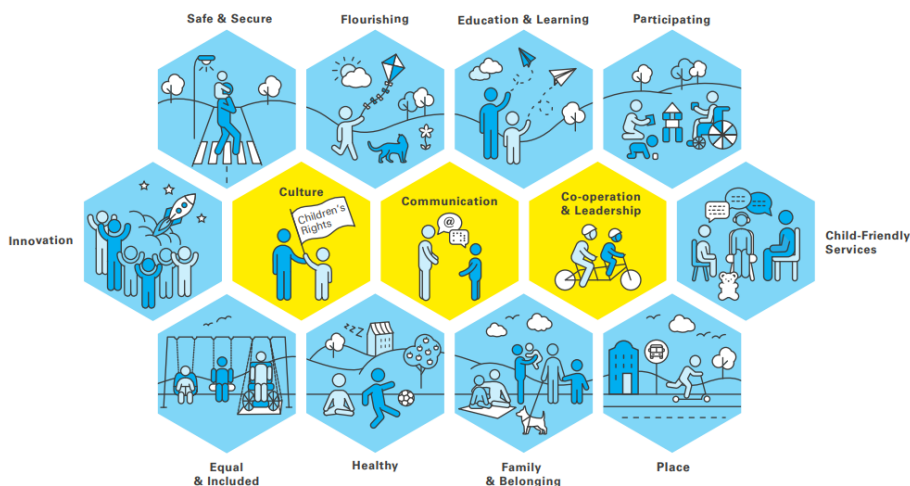 Safe & Secure
Flourishing
Education & Learning
Participating
Innovation
Culture
Children's
Rights
Communication
@
Co-operation
& Leadership
Child-Friendly
Services
zzZ
Equal
& Included
Healthy
Family
& Belonging
Place